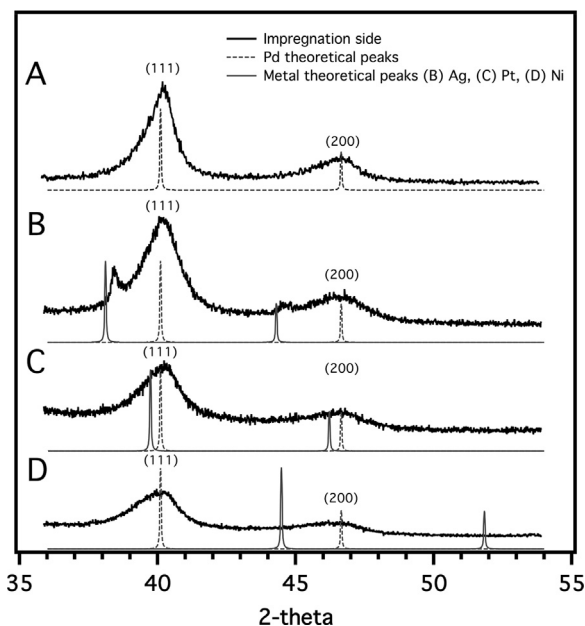 Impregnation side
Pd theoretical peaks
Metal theoretical peaks (B) Ag, (C) Pt, (D) Ni
A
(111)
(200)
(111)
B
(200)
C
(111)
(200)
D
(111)
(200)
35 40 45 50 55
2-theta